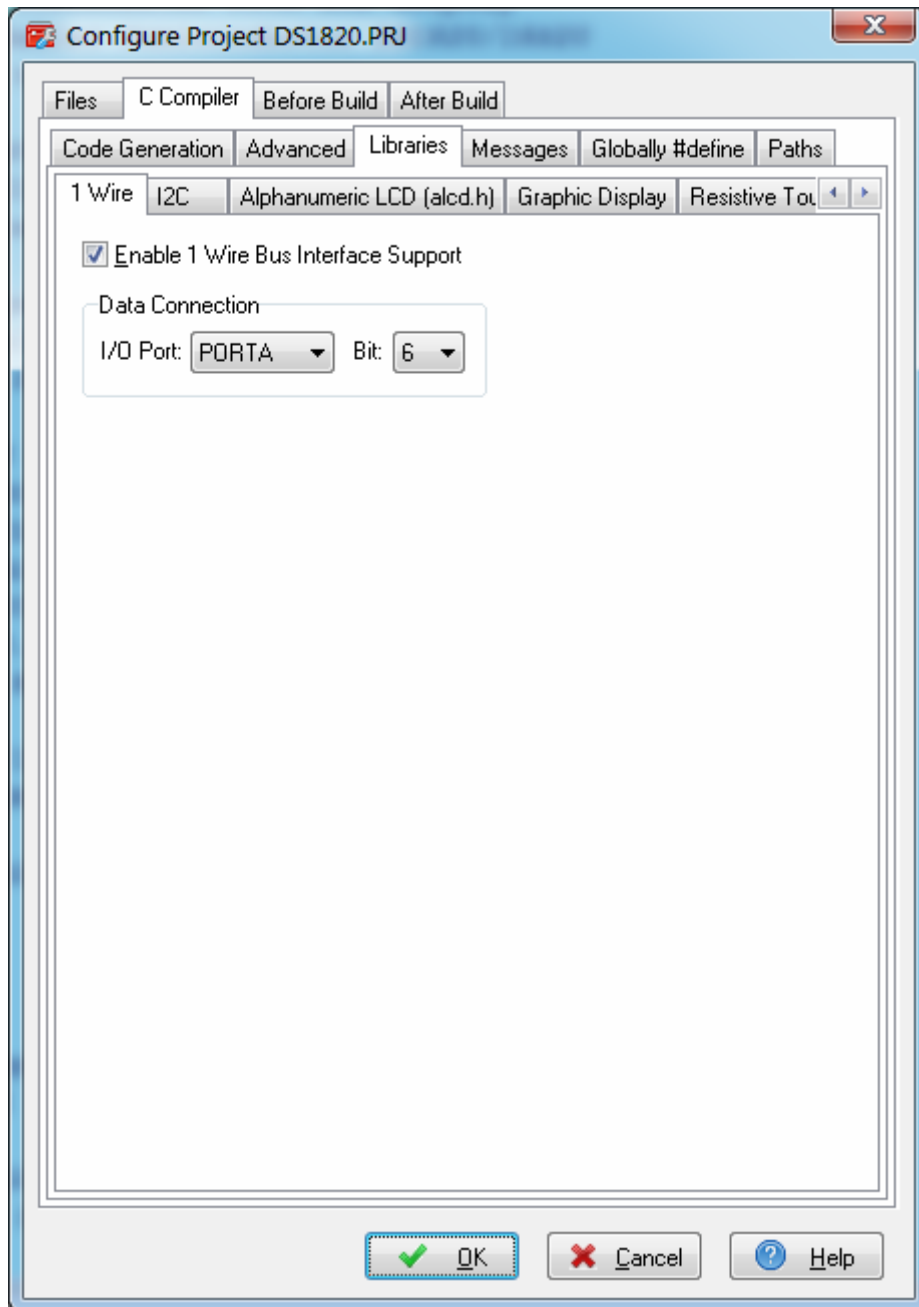 Configure Project DS1820.PRJ
Files C Compiler Before Build After Build
Code Generation Advanced Libraries Messages Globally #define Paths
1 Wire I2C Alphanumeric LCD (alcd.h) Graphic Display Resistive Tou
Enable 1 Wire Bus Interface Support
Data Connection
I/O Port: PORTA Bit: 6
OK Cancel Help